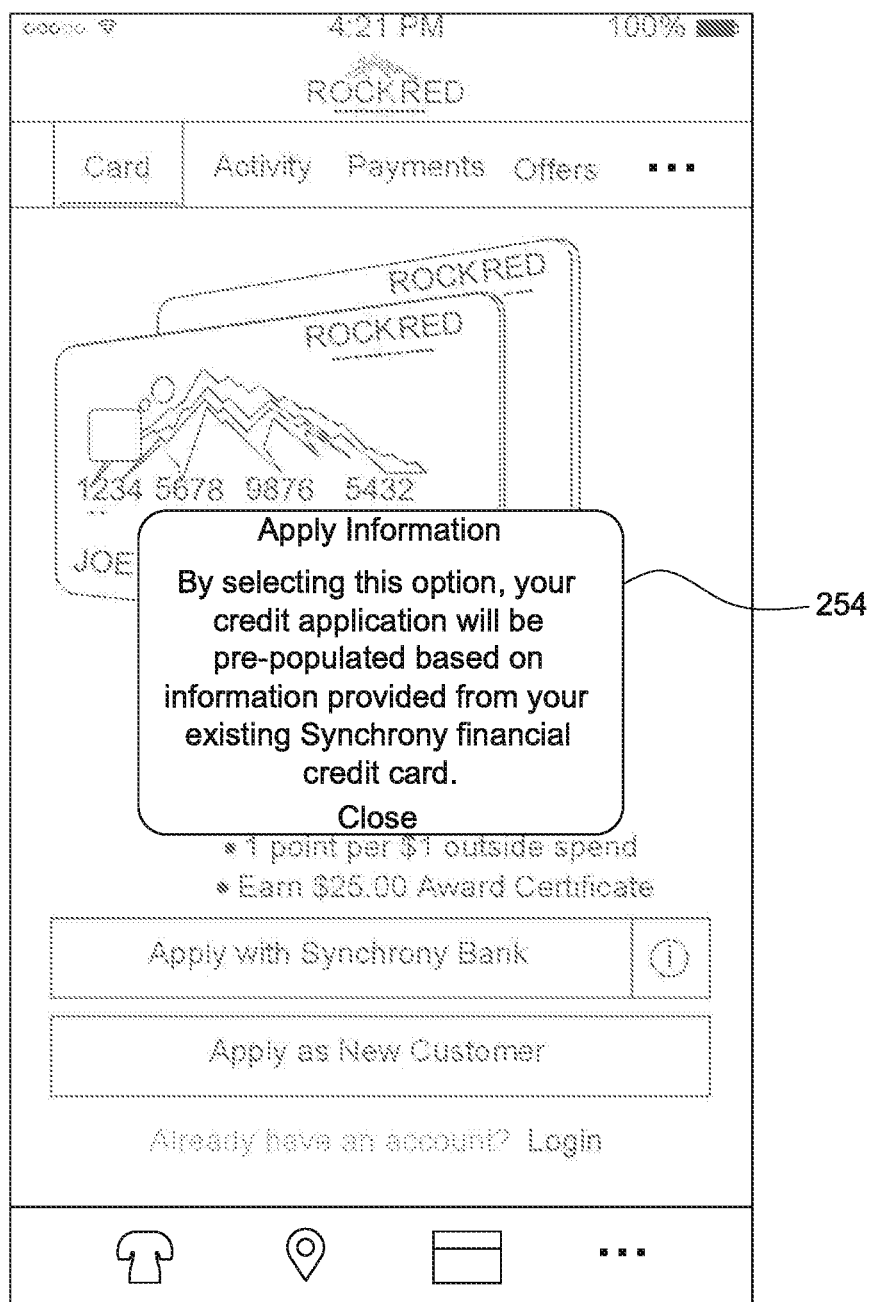 4:21 PM 100%
ROCKRED
Card Activity Payments Offers ...
ROCKRED
ROCKRED
1234 5678 9876 5432
JOE
Apply Information
By selecting this option, your
credit application will be
pre-populated based on
information provided from your
existing Synchrony financial
credit card.
Close
254
• 1 point per $1 outside spend
• Earn $25.00 Award Certificate
Apply with Synchrony Bank i
Apply as New Customer
Already have an account? Login
...